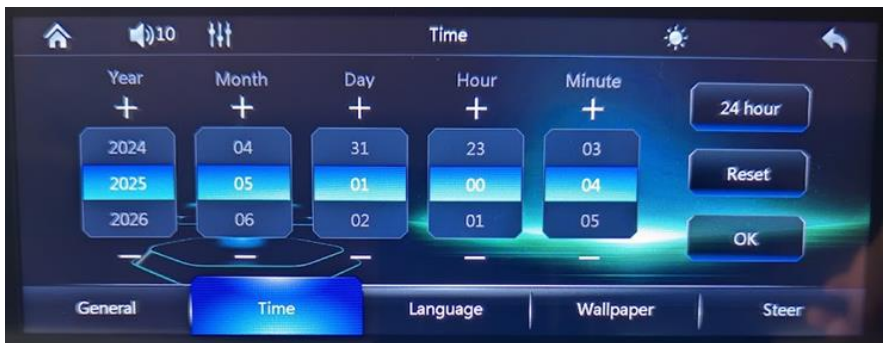 10 Time
Year Month Day Hour Minute
+ + + + +
24 hour
2024 04 31 23 03
2025 05 01 00 04
Reset
2026 06 02 01 05
OK
— — — — —
General Time Language Wallpaper Steer